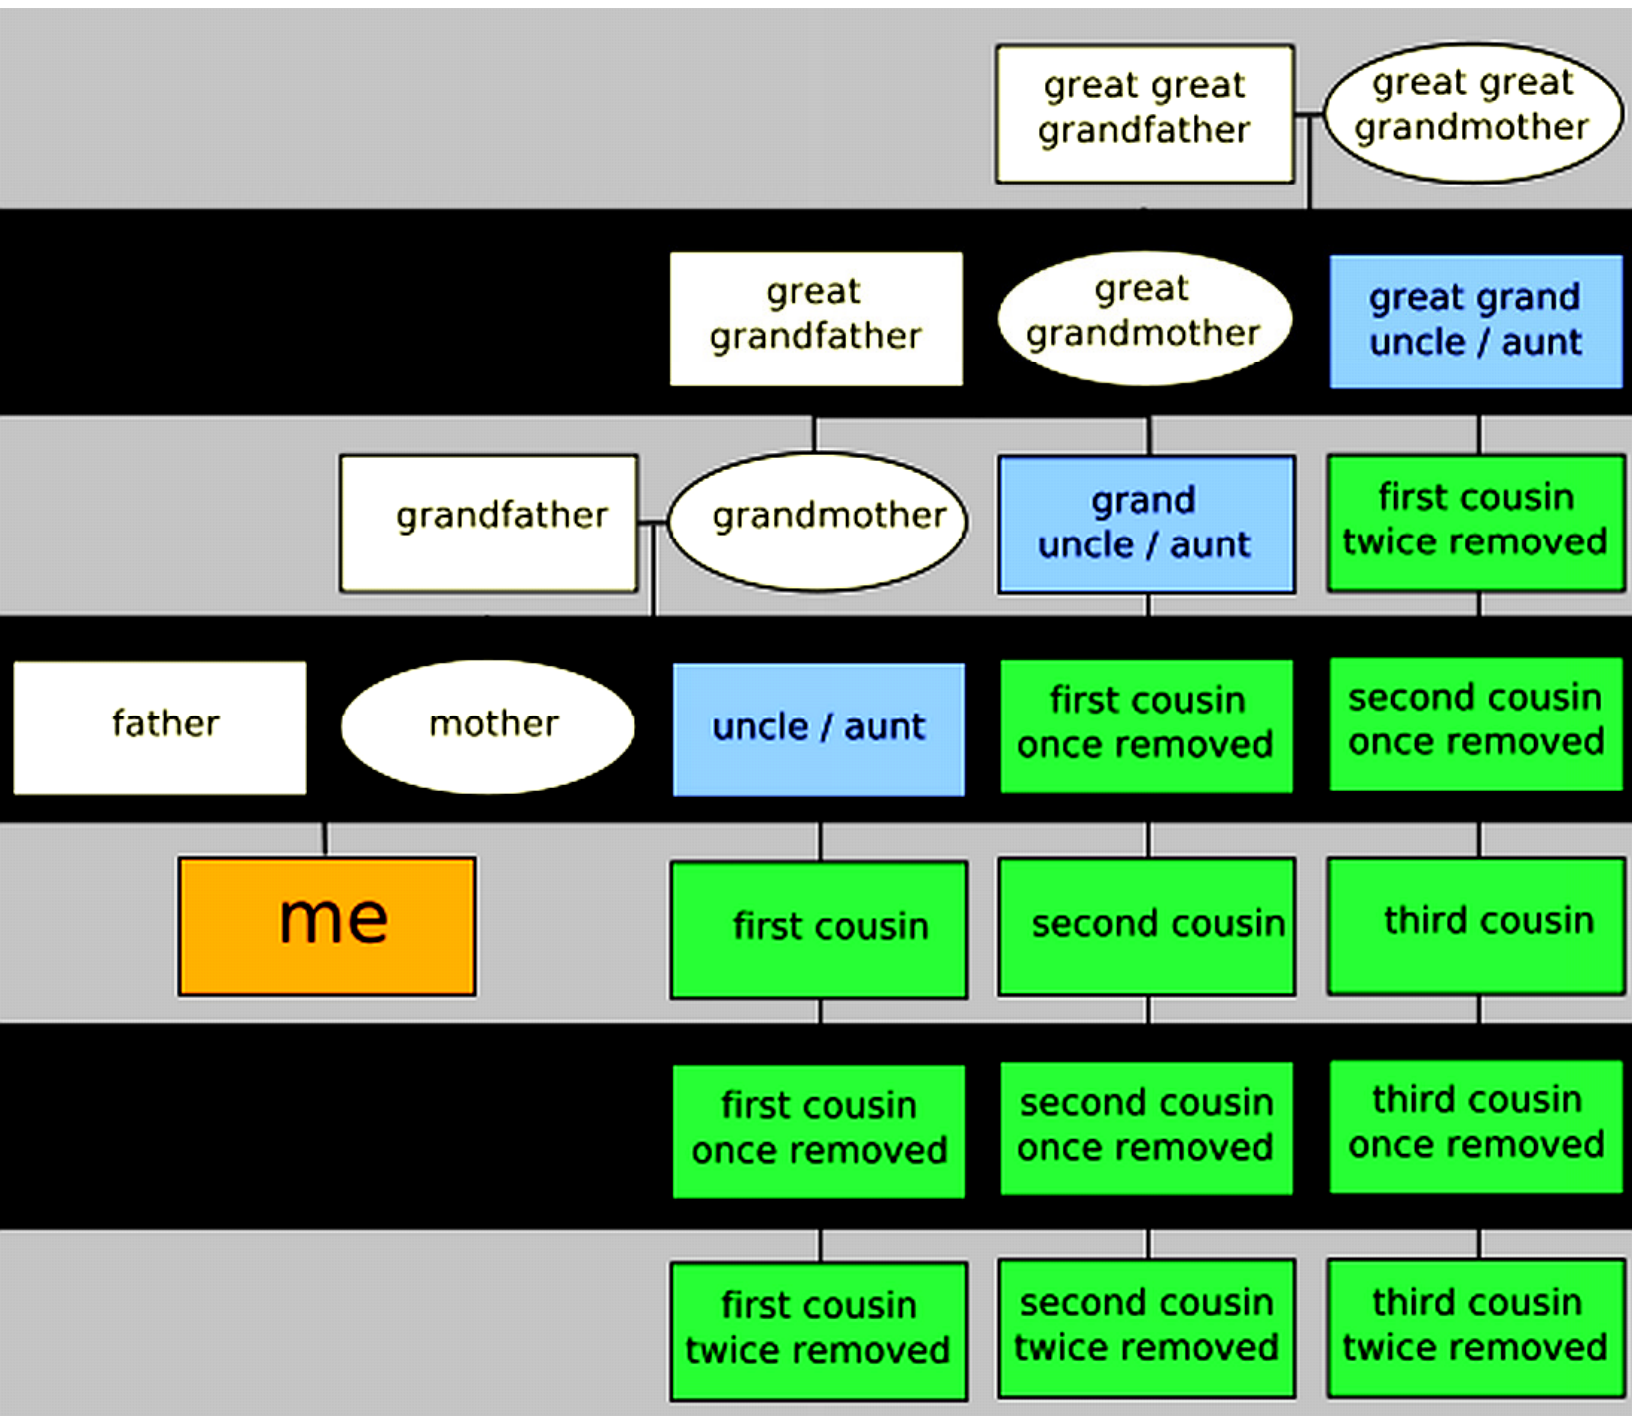 great great
grandfather
great great
grandmother
great
grandfather
great
grandmother
great grand
uncle / aunt
grandfather
grandmother
grand
uncle / aunt
first cousin
twice removed
father
mother
uncle / aunt
first cousin
once removed
second cousin
once removed
me
first cousin
second cousin
third cousin
first cousin
once removed
second cousin
once removed
third cousin
once removed
first cousin
twice removed
second cousin
twice removed
third cousin
twice removed